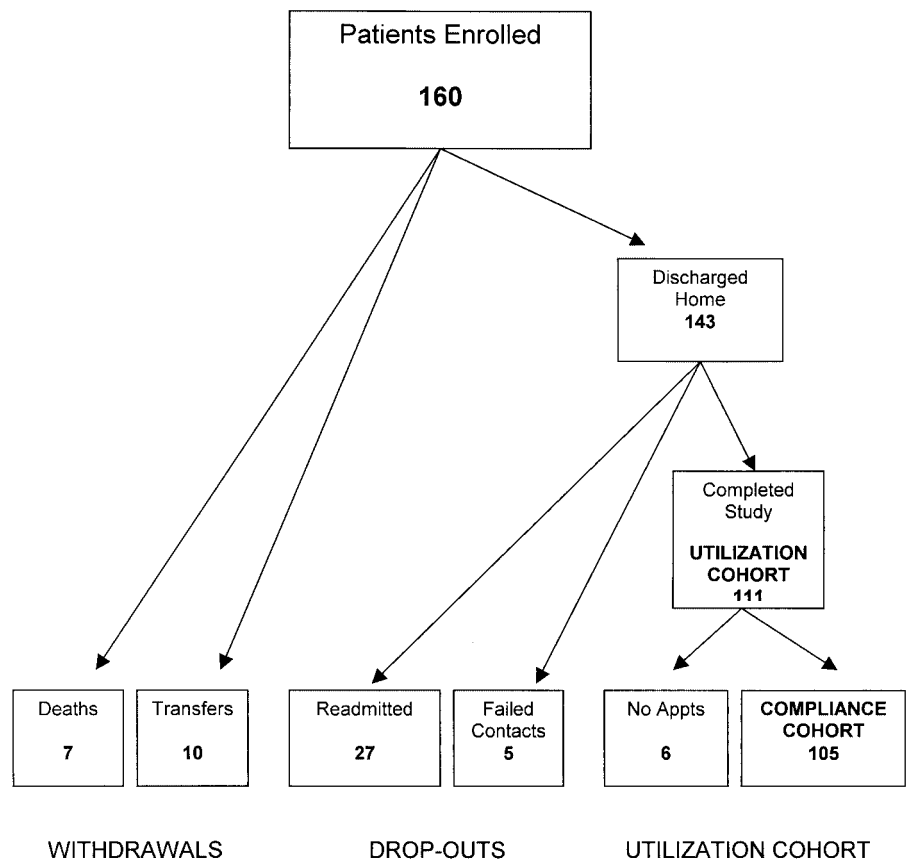 Patients Enrolled
160
Discharged
Home
143
Completed
Study
UTILIZATION
COHORT
111
Deaths
7
Transfers
10
Readmitted
27
Failed
Contacts
5
No Appts
6
COMPLIANCE
COHORT
105
WITHDRAWALS
DROP-OUTS
UTILIZATION COHORT